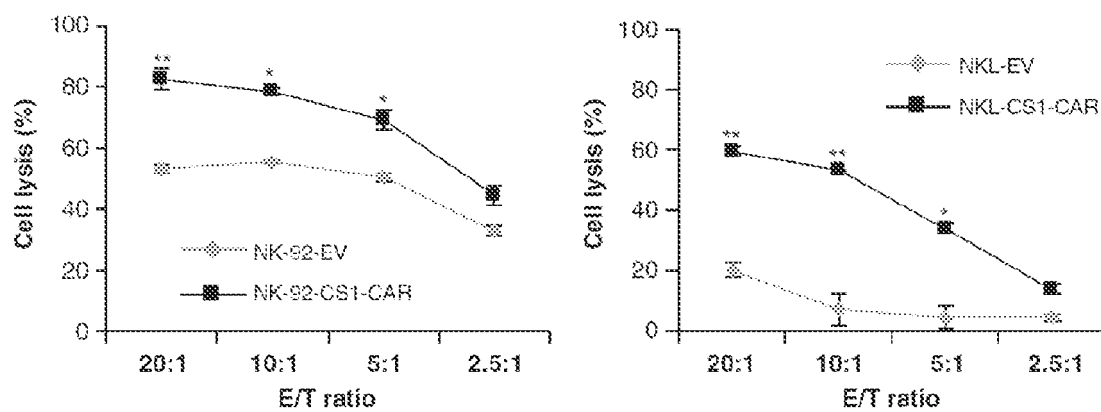 100
80
60
40
20
0
Cell lysis (%)
**
*
*
NK-92-EV
NK-92-CS1-CAR
20:1 10:1 5:1 2.5:1
E/T ratio
100
80
60
40
20
0
Cell lysis (%)
NKL-EV
NKL-CS1-CAR
**
**
*
20:1 10:1 5:1 2.5:1
E/T ratio